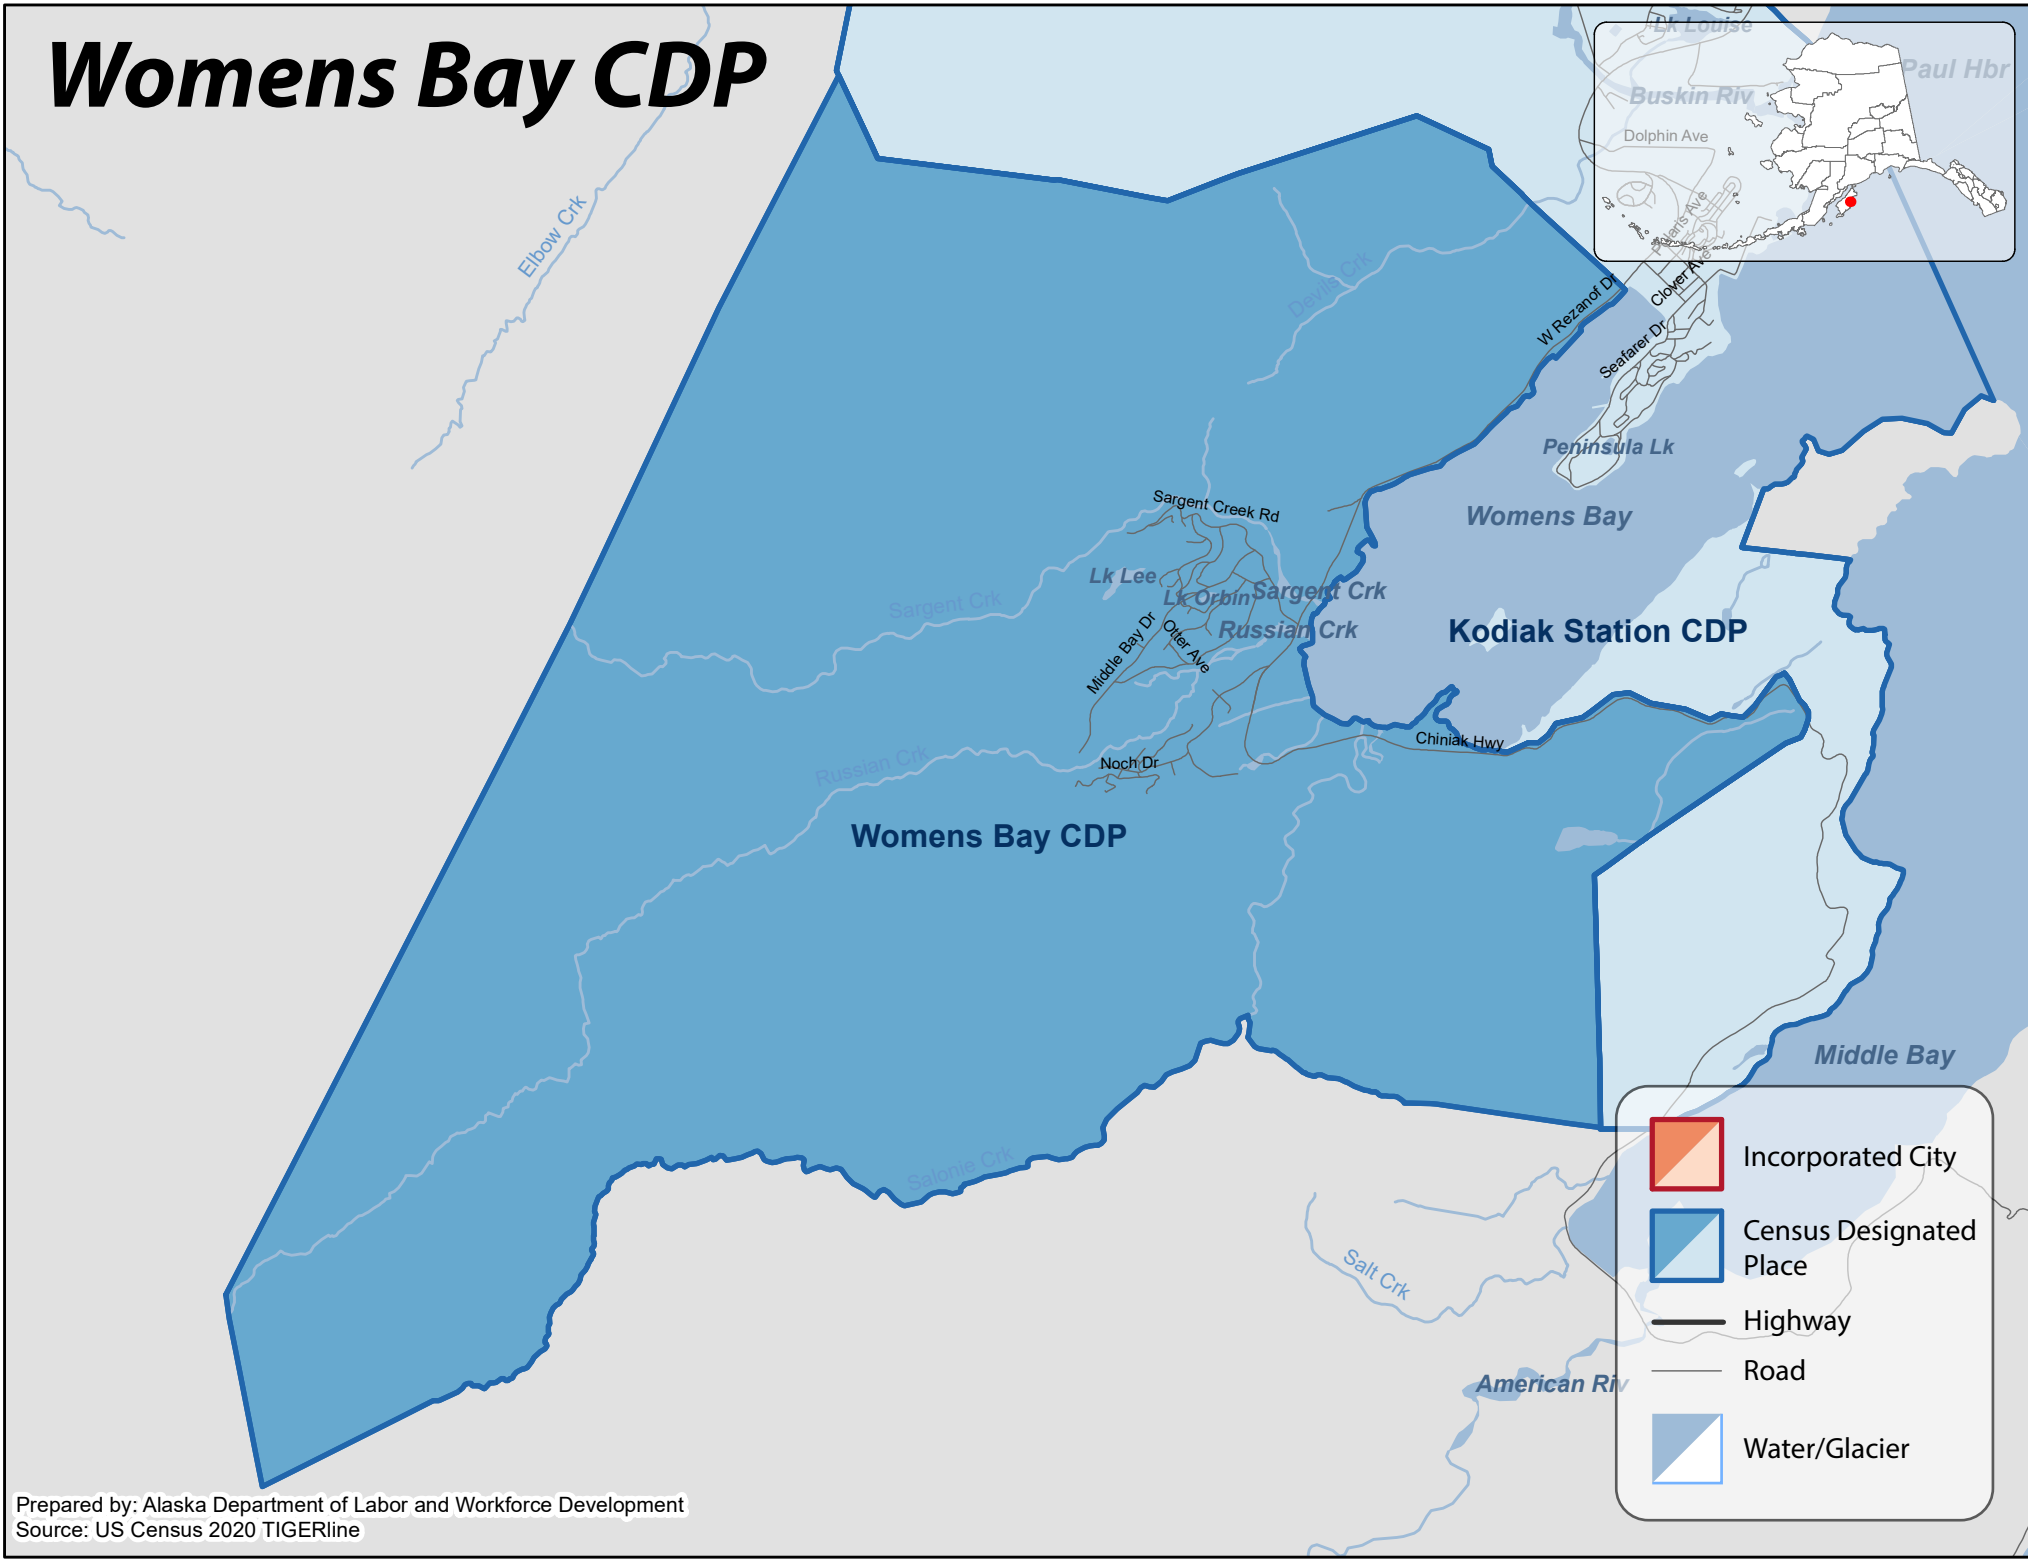 Womens Bay CDP
Lk Louise
Paul Hbr
Buskin Riv
Dolphin Ave
Polaris Ave
Elbow Crk
Devils Crk
W Rezanof Dr
Clover Ave
Seafarer Dr
Peninsula Lk
Womens Bay
Sargent Creek Rd
Lk Lee
Lk Orbin
Sargent Crk
Sargent Crk
Russian Crk
Kodiak Station CDP
Middle Bay Dr
Otter Ave
Chiniak Hwy
Russian Crk
Noch Dr
Womens Bay CDP
Middle Bay
Salonie Crk
Salt Crk
American Riv
Incorporated City
Census Designated
Place
Highway
Road
Water/Glacier
Prepared by: Alaska Department of Labor and Workforce Development
Source: US Census 2020 TIGERline